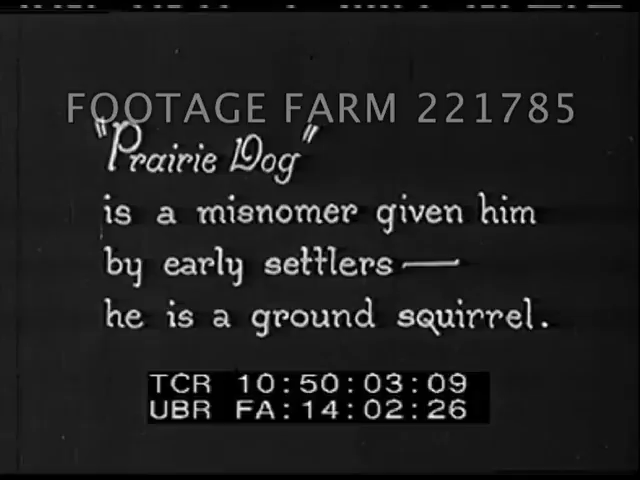 FOOTAGE FARM 221785
"Prairie Dog"
is a misnomer given him
by early settlers —
he is a ground squirrel.
TCR 10:50:03:09
UBR FA:14:02:26